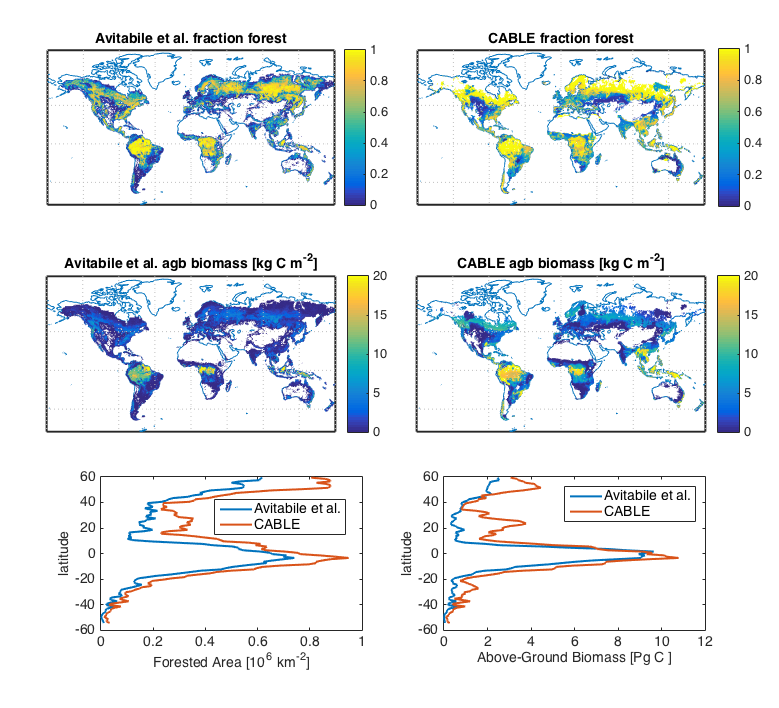 Avitabile et al. fraction forest
CABLE fraction forest
1
0.8
0.6
0.4
0.2
0
1
0.8
0.6
0.4
0.2
0
Avitabile et al. agb biomass [kg C m-2]
CABLE agb biomass [kg C m-2]
20
15
10
5
0
20
15
10
5
0
60
40
20
0
-20
-40
-60
latitude
Avitabile et al.
CABLE
0 0.2 0.4 0.6 0.8 1
Forested Area [10^6 km^-2]
60
40
20
0
-20
-40
-60
latitude
Avitabile et al.
CABLE
0 2 4 6 8 10 12
Above-Ground Biomass [Pg C ]